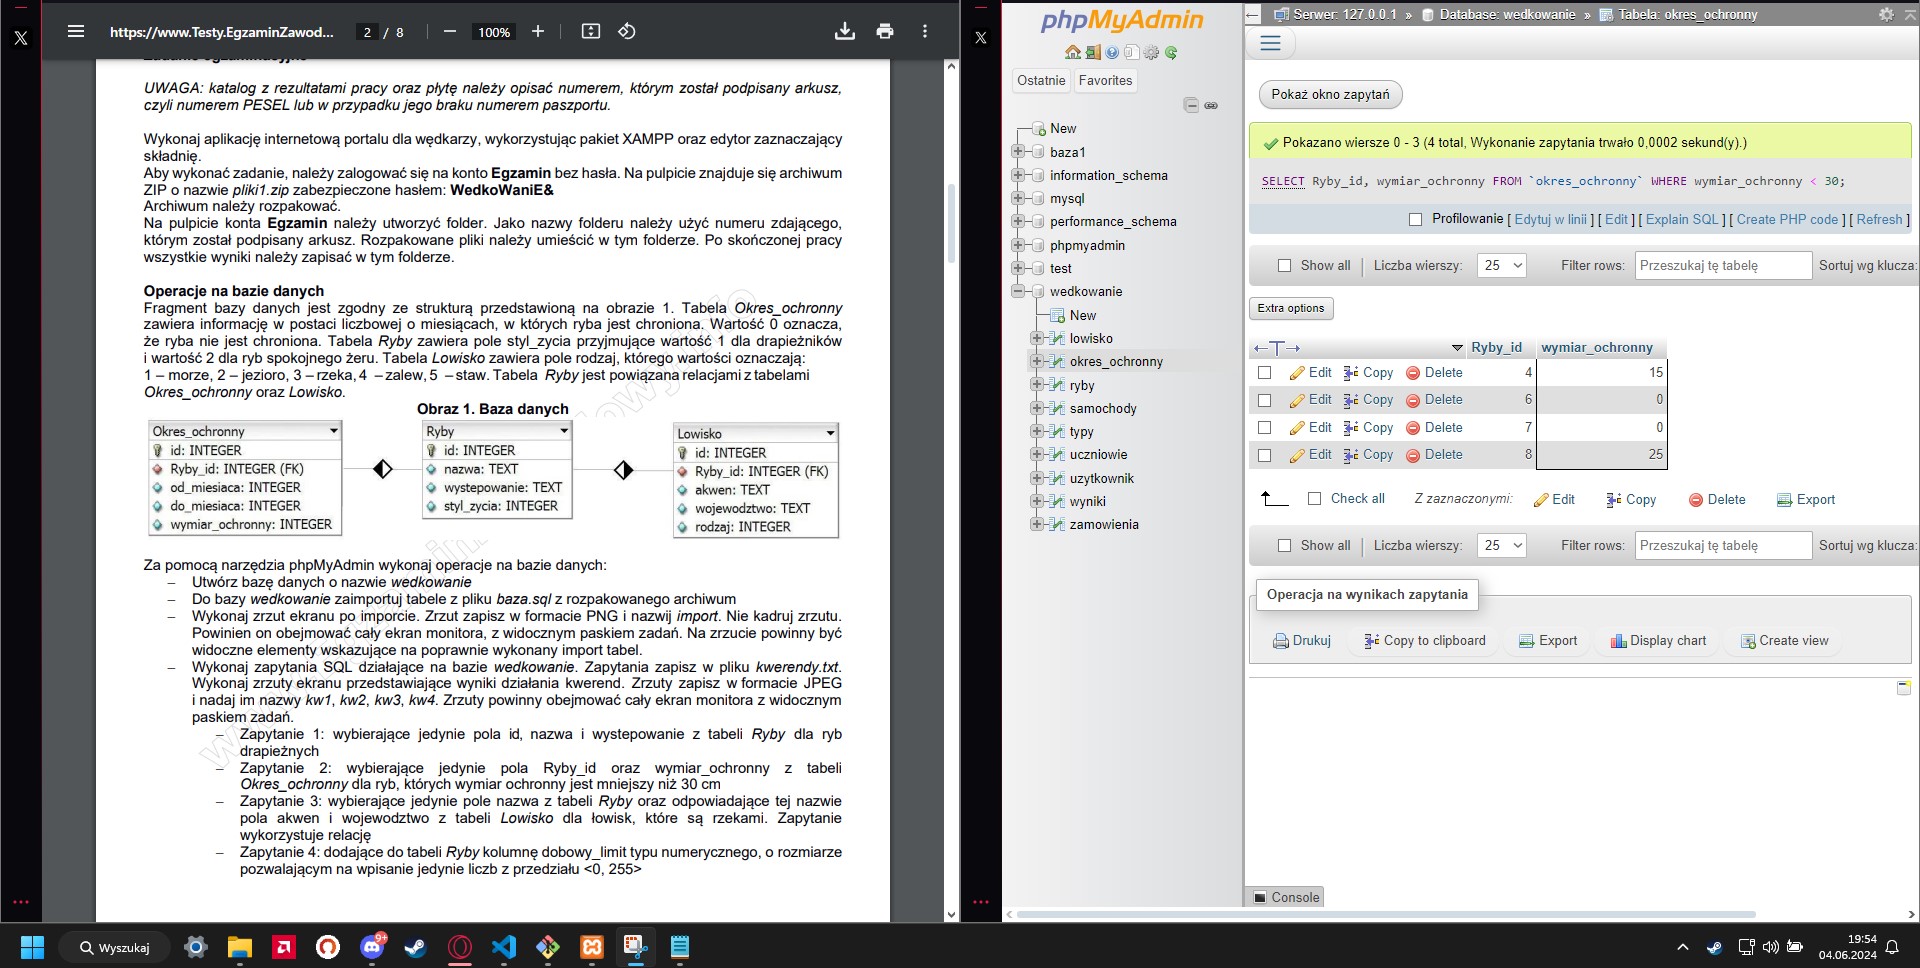 https://www.Testy.EgzaminZawod...
2 / 8
100%
Zadanie egzaminacyjne
UWAGA: katalog z rezultatami pracy oraz płytę należy opisać numerem, którym został podpisany arkusz,
czyli numerem PESEL lub w przypadku jego braku numerem paszportu.
Wykonaj aplikację internetową portalu dla wędkarzy, wykorzystując pakiet XAMPP oraz edytor zaznaczający
składnię.
Aby wykonać zadanie, należy zalogować się na konto Egzamin bez hasła. Na pulpicie znajduje się archiwum
ZIP o nazwie pliki1.zip zabezpieczone hasłem: WedkoWaniE&
Archiwum należy rozpakować.
Na pulpicie konta Egzamin należy utworzyć folder. Jako nazwy folderu należy użyć numeru zdającego,
którym został podpisany arkusz. Rozpakowane pliki należy umieścić w tym folderze. Po skończonej pracy
wszystkie wyniki należy zapisać w tym folderze.
Operacje na bazie danych
Fragment bazy danych jest zgodny ze strukturą przedstawioną na obrazie 1. Tabela Okres_ochronny
zawiera informację w postaci liczbowej o miesiącach, w których ryba jest chroniona. Wartość 0 oznacza,
że ryba nie jest chroniona. Tabela Ryby zawiera pole styl_zycia przyjmujące wartość 1 dla drapieżników
i wartość 2 dla ryb spokojnego żeru. Tabela Lowisko zawiera pole rodzaj, którego wartości oznaczają:
1 – morze, 2 – jezioro, 3 – rzeka, 4 – zalew, 5 – staw. Tabela Ryby jest powiązana relacjami z tabelami
Okres_ochronny oraz Lowisko.
Obraz 1. Baza danych
Okres_ochronny
id: INTEGER
Ryby_id: INTEGER (FK)
od_miesiaca: INTEGER
do_miesiaca: INTEGER
wymiar_ochronny: INTEGER
Ryby
id: INTEGER
nazwa: TEXT
wystepowanie: TEXT
styl_zycia: INTEGER
Lowisko
id: INTEGER
Ryby_id: INTEGER (FK)
akwen: TEXT
wojewodztwo: TEXT
rodzaj: INTEGER
Za pomocą narzędzia phpMyAdmin wykonaj operacje na bazie danych:
– Utwórz bazę danych o nazwie wedkowanie
– Do bazy wedkowanie zaimportuj tabele z pliku baza.sql z rozpakowanego archiwum
– Wykonaj zrzut ekranu po imporcie. Zrzut zapisz w formacie PNG i nazwij import. Nie kadruj zrzutu.
Powinien on obejmować cały ekran monitora, z widocznym paskiem zadań. Na zrzucie powinny być
widoczne elementy wskazujące na poprawnie wykonany import tabel.
– Wykonaj zapytania SQL działające na bazie wedkowanie. Zapytania zapisz w pliku kwerendy.txt.
Wykonaj zrzuty ekranu przedstawiające wyniki działania kwerend. Zrzuty zapisz w formacie JPEG
i nadaj im nazwy kw1, kw2, kw3, kw4. Zrzuty powinny obejmować cały ekran monitora z widocznym
paskiem zadań.
– Zapytanie 1: wybierające jedynie pola id, nazwa i wystepowanie z tabeli Ryby dla ryb
drapieżnych
– Zapytanie 2: wybierające jedynie pola Ryby_id oraz wymiar_ochronny z tabeli
Okres_ochronny dla ryb, których wymiar ochronny jest mniejszy niż 30 cm
– Zapytanie 3: wybierające jedynie pole nazwa z tabeli Ryby oraz odpowiadające tej nazwie
pola akwen i wojewodztwo z tabeli Lowisko dla łowisk, które są rzekami. Zapytanie
wykorzystuje relację
– Zapytanie 4: dodające do tabeli Ryby kolumnę dobowy_limit typu numerycznego, o rozmiarze
pozwalającym na wpisanie jedynie liczb z przedziału <0, 255>
phpMyAdmin
Ostatnie Favorites
New
baza1
information_schema
mysql
performance_schema
phpmyadmin
test
wedkowanie
New
lowisko
okres_ochronny
ryby
samochody
typy
uczniowie
uzytkownik
wyniki
zamowienia
Serwer: 127.0.0.1 » Database: wedkowanie » Tabela: okres_ochronny
Pokaż okno zapytań
Pokazano wiersze 0 - 3 (4 total, Wykonanie zapytania trwało 0,0002 sekund(y).)
SELECT Ryby_id, wymiar_ochronny FROM `okres_ochronny` WHERE wymiar_ochronny < 30;
Profilowanie [ Edytuj w linii ] [ Edit ] [ Explain SQL ] [ Create PHP code ] [ Refresh ]
Show all | Liczba wierszy: 25 Filter rows: Przeszukaj tę tabelę Sortuj wg klucza:
Extra options
←T→ Ryby_id wymiar_ochronny
Edit Copy Delete 4 15
Edit Copy Delete 6 0
Edit Copy Delete 7 0
Edit Copy Delete 8 25
Check all Z zaznaczonymi: Edit Copy Delete Export
Show all | Liczba wierszy: 25 Filter rows: Przeszukaj tę tabelę Sortuj wg klucza:
Operacja na wynikach zapytania
Drukuj Copy to clipboard Export Display chart Create view
Console
Wyszukaj
9+
19:54
04.06.2024